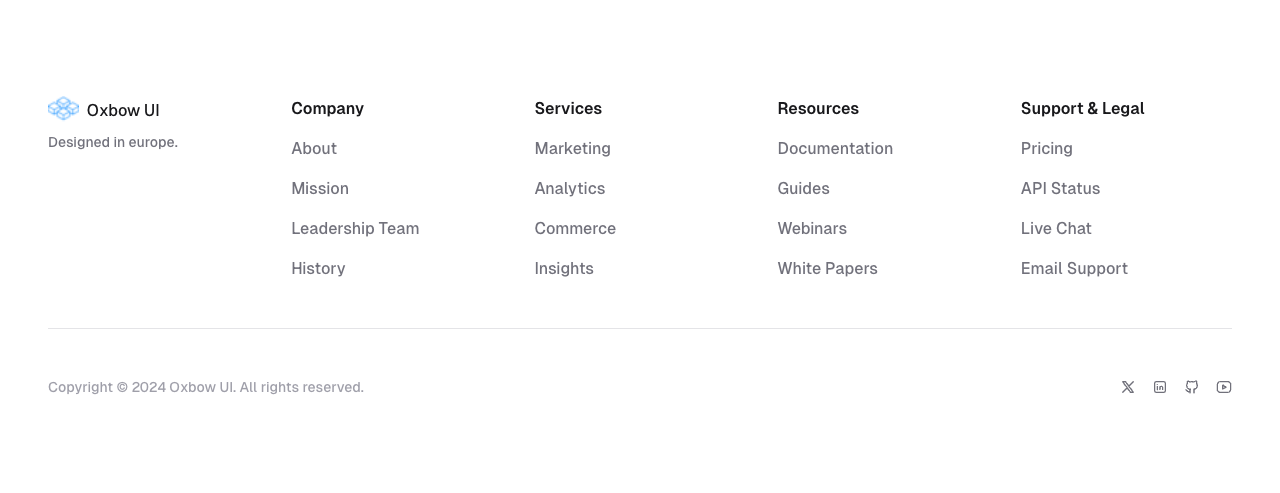 Oxbow UI
Designed in europe.
Company
About
Mission
Leadership Team
History
Services
Marketing
Analytics
Commerce
Insights
Resources
Documentation
Guides
Webinars
White Papers
Support & Legal
Pricing
API Status
Live Chat
Email Support
Copyright © 2024 Oxbow UI. All rights reserved.